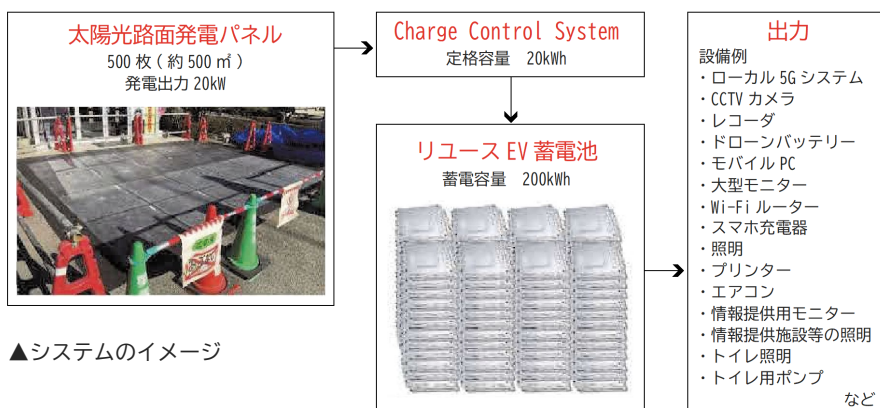 太陽光路面発電パネル
500 枚 ( 約 500 ㎡ )
発電出力 20kW
Charge Control System
定格容量 20kWh
リユース EV 蓄電池
蓄電容量 200kWh
出力
設備例
・ローカル 5G システム
・CCTV カメラ
・レコーダ
・ドローンバッテリー
・モバイル PC
・大型モニター
・Wi-Fi ルーター
・スマホ充電器
・照明
・プリンター
・エアコン
・情報提供用モニター
・情報提供施設等の照明
・トイレ照明
・トイレ用ポンプ
など
▲システムのイメージ